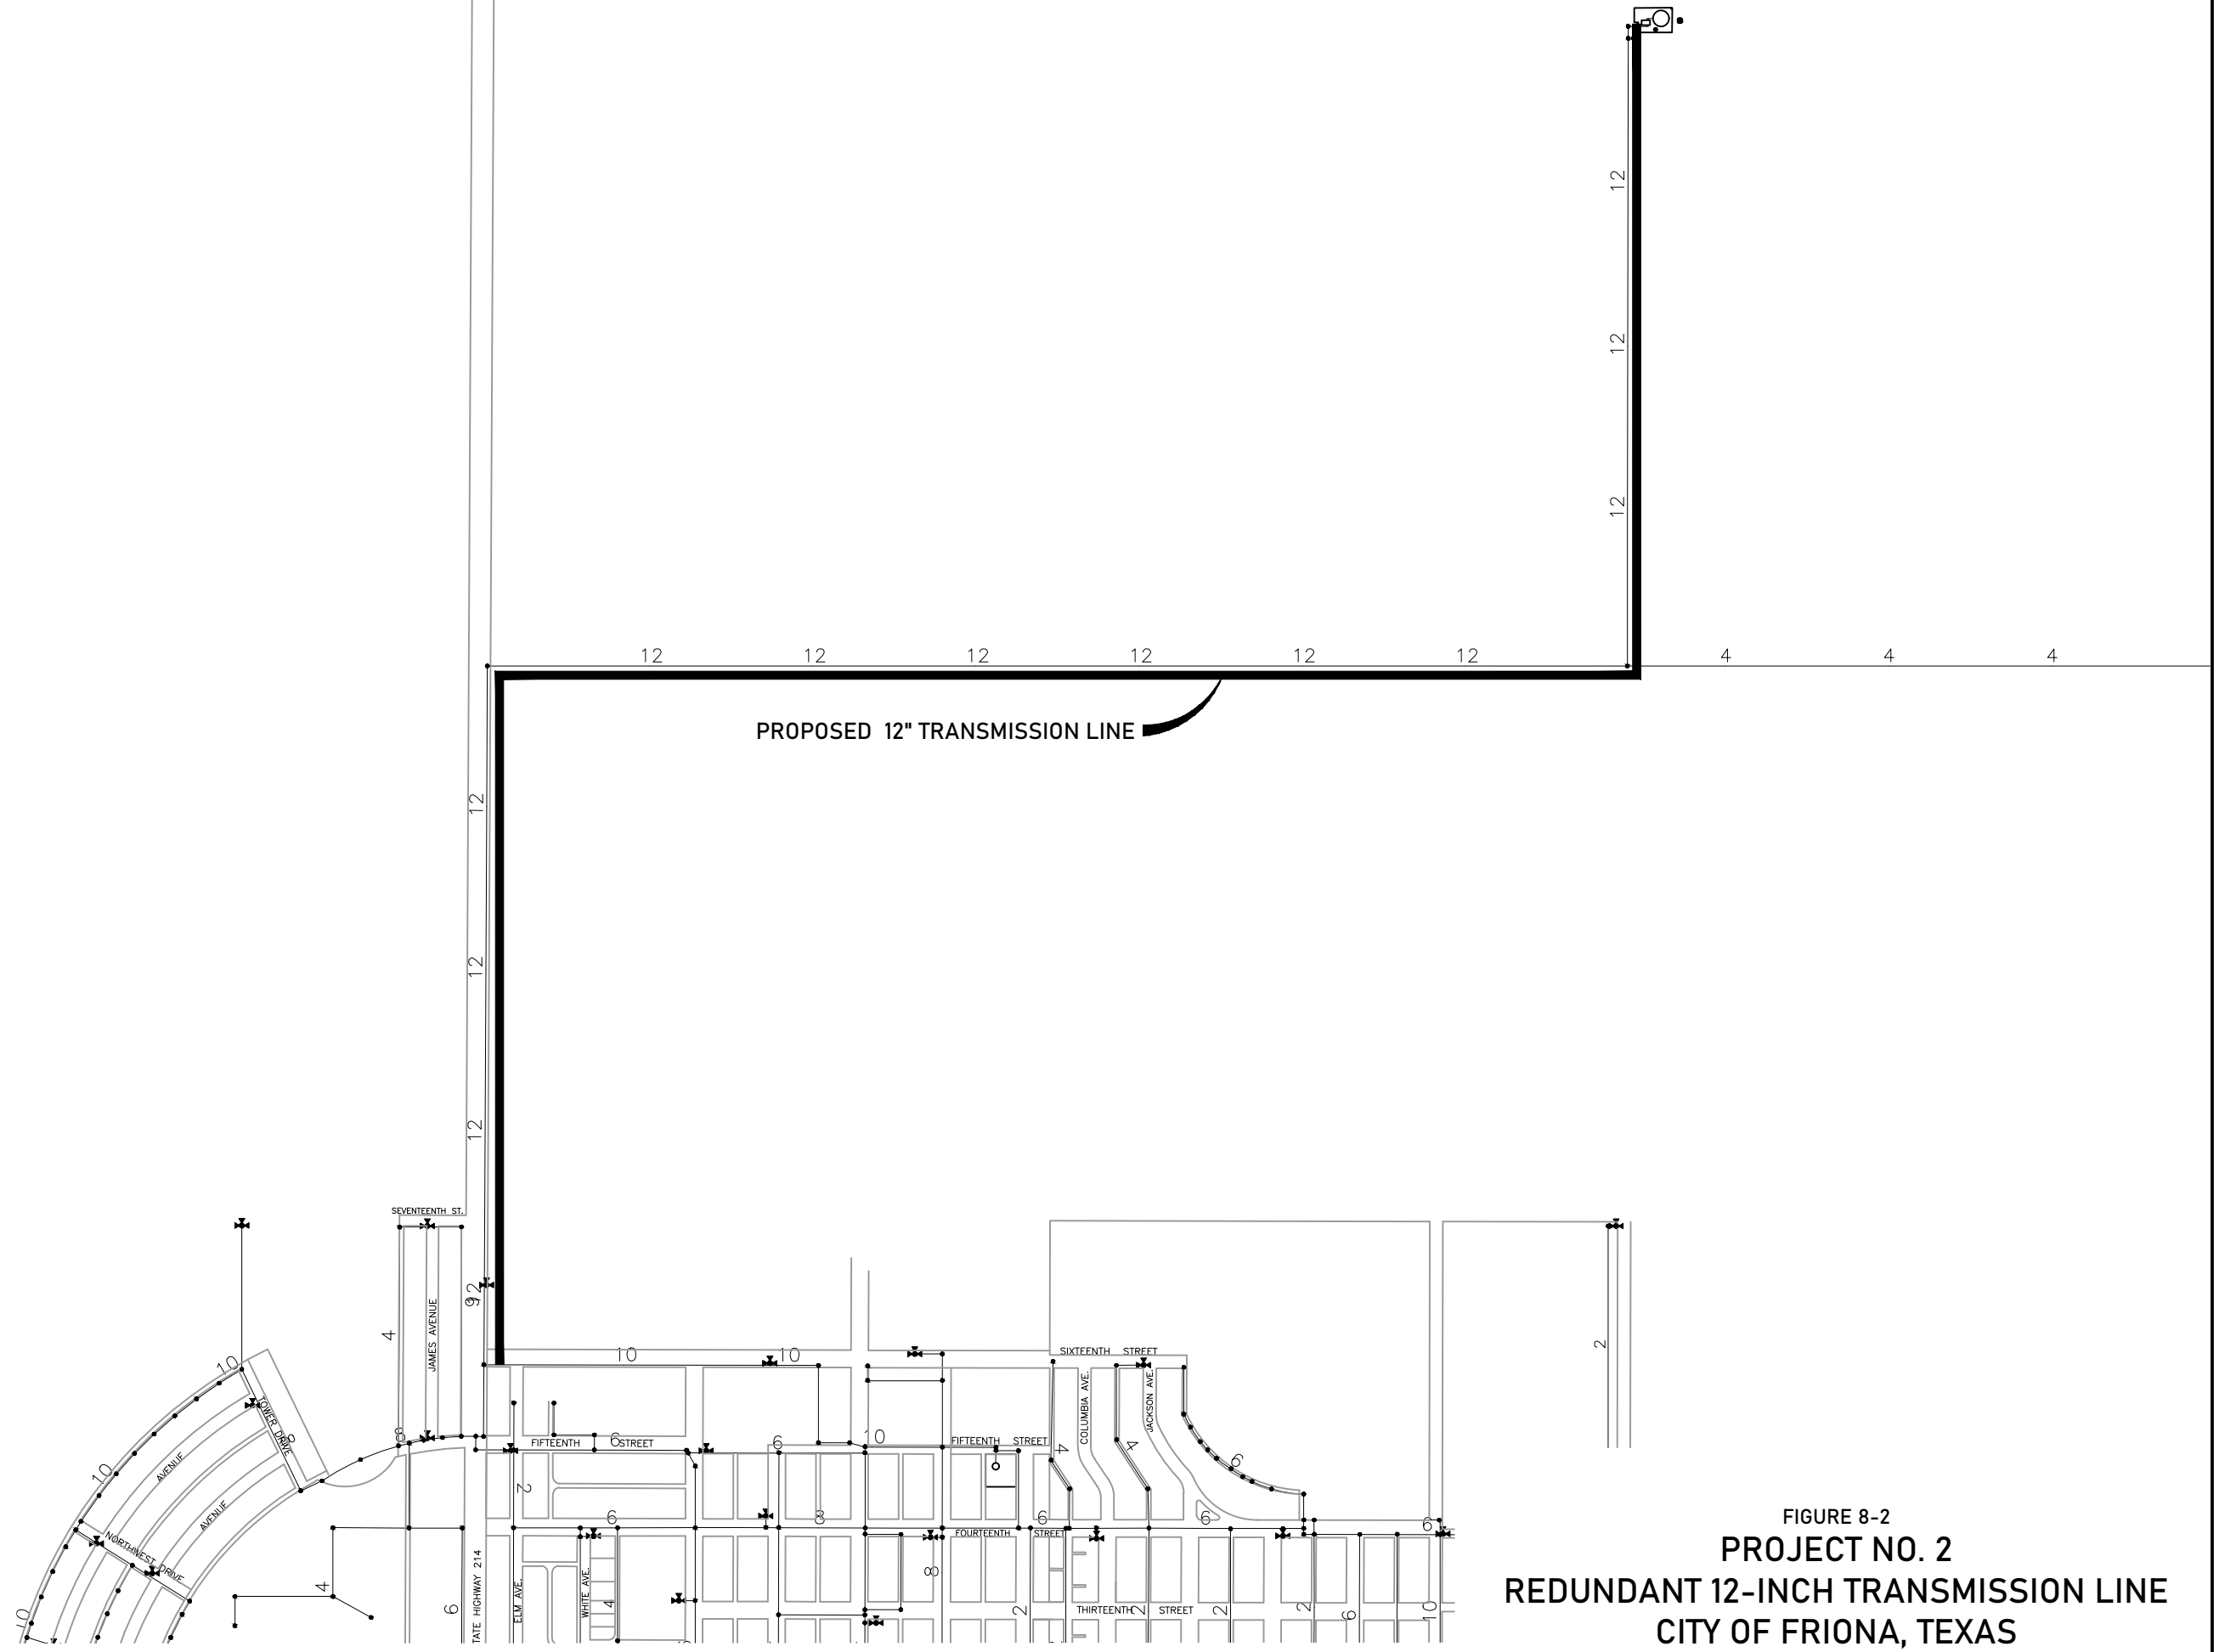 12
12
12
12 12 12 12 12 12 4 4 4
PROPOSED 12" TRANSMISSION LINE
12
12
12
SEVENTEENTH ST.
12
6
4
JAMES AVENUE
2
10 10 10
SIXTEENTH STREET
COLUMBIA AVE.
JACKSON AVE.
TOWER DRIVE
8
8
FIFTEENTH STREET
6
6
10
FIFTEENTH STREET
4
4
6
10
AVENUE
AVENUE
2
6
8
6
6
6
FOURTEENTH STREET
NORTHWEST DRIVE
8
4
10
6
STATE HIGHWAY 214
ELM AVE.
WHITE AVE.
4
2
THIRTEENTH STREET
2
2
2
6
10
FIGURE 8-2
PROJECT NO. 2
REDUNDANT 12-INCH TRANSMISSION LINE
CITY OF FRIONA, TEXAS